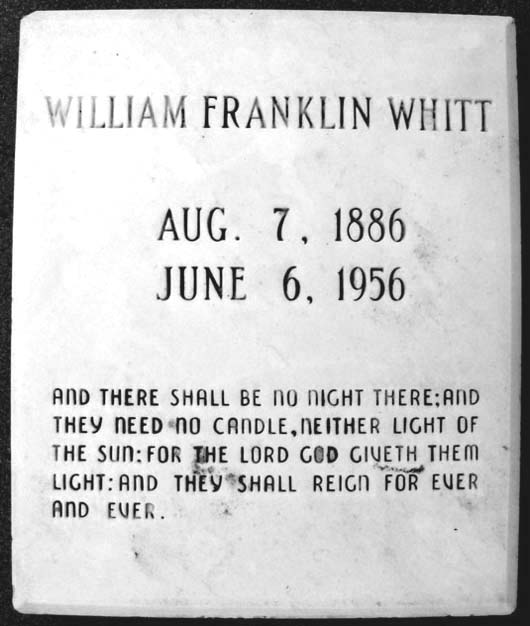 WILLIAM FRANKLIN WHITT
AUG. 7, 1886
JUNE 6, 1956
AND THERE SHALL BE NO NIGHT THERE; AND
THEY NEED NO CANDLE, NEITHER LIGHT OF
THE SUN: FOR THE LORD GOD GIVETH THEM
LIGHT: AND THEY SHALL REIGN FOR EVER
AND EVER.